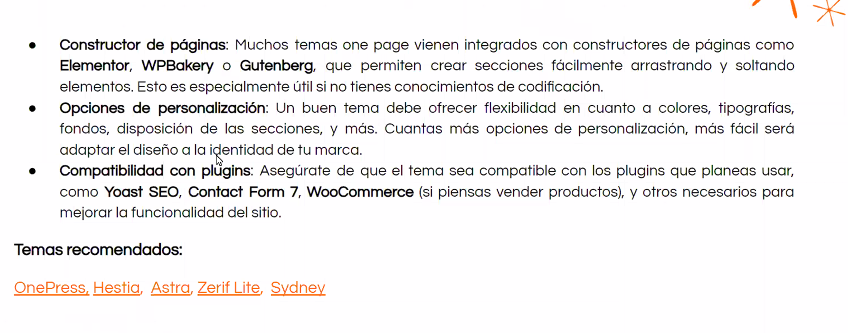 ● Constructor de páginas: Muchos temas one page vienen integrados con constructores de páginas como
Elementor, WPBakery o Gutenberg, que permiten crear secciones fácilmente arrastrando y soltando
elementos. Esto es especialmente útil si no tienes conocimientos de codificación.
● Opciones de personalización: Un buen tema debe ofrecer flexibilidad en cuanto a colores, tipografías,
fondos, disposición de las secciones, y más. Cuantas más opciones de personalización, más fácil será
adaptar el diseño a la identidad de tu marca.
● Compatibilidad con plugins: Asegúrate de que el tema sea compatible con los plugins que planeas usar,
como Yoast SEO, Contact Form 7, WooCommerce (si piensas vender productos), y otros necesarios para
mejorar la funcionalidad del sitio.
Temas recomendados:
OnePress, Hestia, Astra, Zerif Lite, Sydney